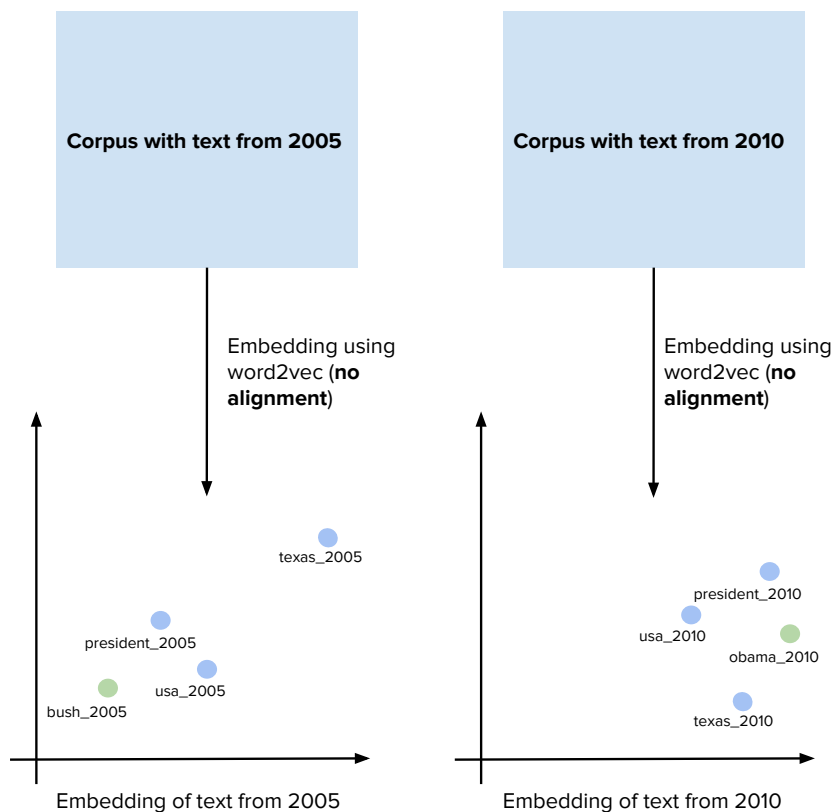 Corpus with text from 2005
Corpus with text from 2010
Embedding using
word2vec (no
alignment)
Embedding using
word2vec (no
alignment)
texas_2005
president_2005
usa_2005
bush_2005
president_2010
usa_2010
obama_2010
texas_2010
Embedding of text from 2005
Embedding of text from 2010